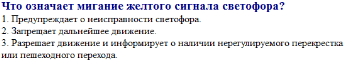 Что означает мигание желтого сигнала светофора?
1. Предупреждает о неисправности светофора.
2. Запрещает дальнейшее движение.
3. Разрешает движение и информирует о наличии нерегулируемого перекрестка
или пешеходного перехода.